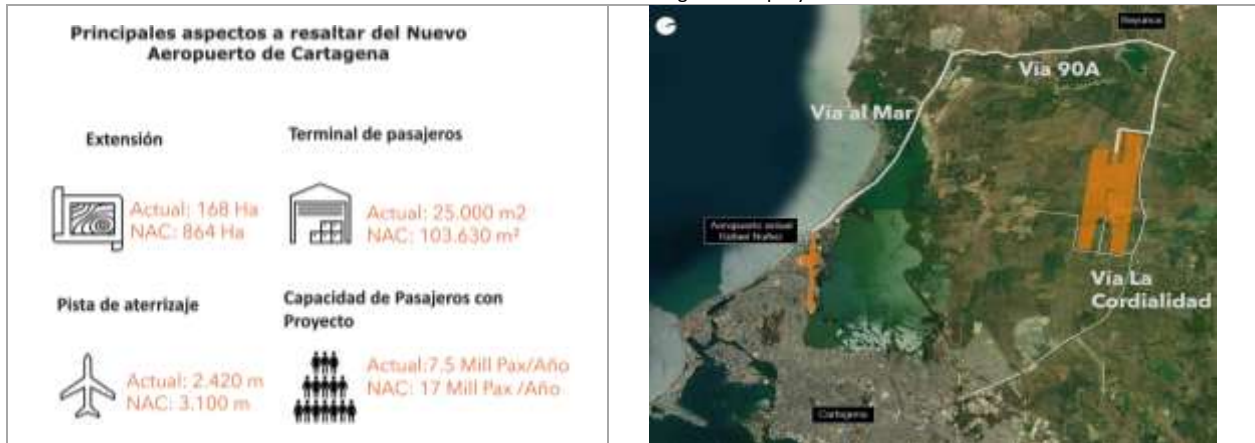 Principales aspectos a resaltar del Nuevo
Aeropuerto de Cartagena
Extensión
Actual: 168 Ha
NAC: 864 Ha
Terminal de pasajeros
Actual: 25.000 m2
NAC: 103.630 m²
Pista de aterrizaje
Actual: 2.420 m
NAC: 3.100 m
Capacidad de Pasajeros con
Proyecto
Actual:7.5 Mill Pax/Año
NAC: 17 Mill Pax /Año
Bayunca
Vía 90A
Vía al Mar
Aeropuerto actual
Rafael Nuñez
Vía La
Cordialidad
Cartagena